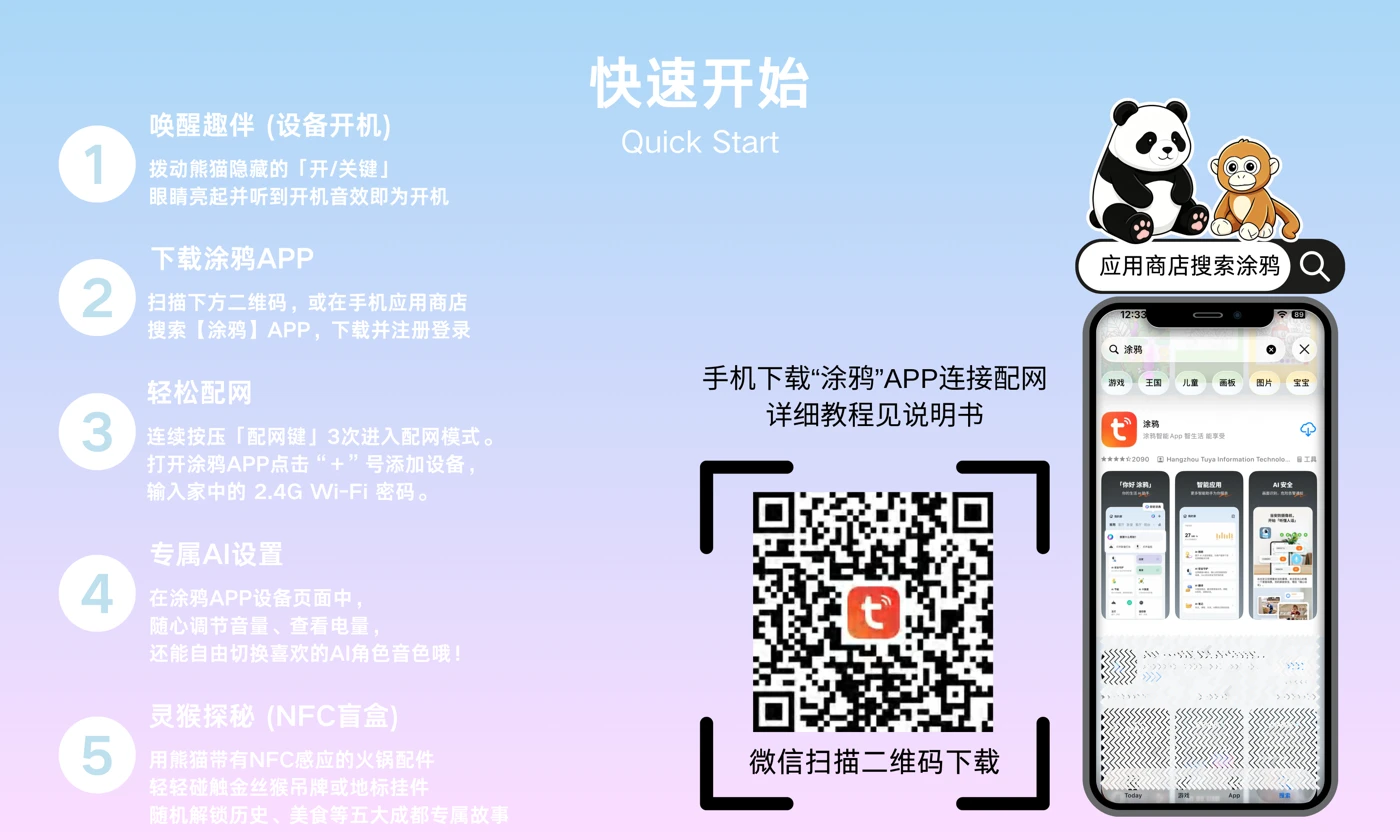 快速开始
Quick Start
1
唤醒趣伴 (设备开机)
拨动熊猫隐藏的「开/关键」
眼睛亮起并听到开机音效即为开机
2
下载涂鸦APP
扫描下方二维码，或在手机应用商店
搜索【涂鸦】APP，下载并注册登录
3
轻松配网
连续按压「配网键」3次进入配网模式。
打开涂鸦APP点击“+”号添加设备，
输入家中的 2.4G Wi-Fi 密码。
4
专属AI设置
在涂鸦APP设备页面中，
随心调节音量、查看电量，
还能自由切换喜欢的AI角色音色哦！
5
灵猴探秘 (NFC盲盒)
用熊猫带有NFC感应的火锅配件
轻轻碰触金丝猴吊牌或地标挂件
随机解锁历史、美食等五大成都专属故事
手机下载“涂鸦”APP连接配网
详细教程见说明书
微信扫描二维码下载
应用商店搜索涂鸦
12:33
89
涂鸦
游戏 王国 儿童 画板 图片 宝宝
涂鸦
涂鸦智能App 智生活 能享受
2090 Hangzhou Tuya Information Technolo... 工具
「你好 涂鸦」 智能应用 AI 安全
Today 游戏 App 搜索